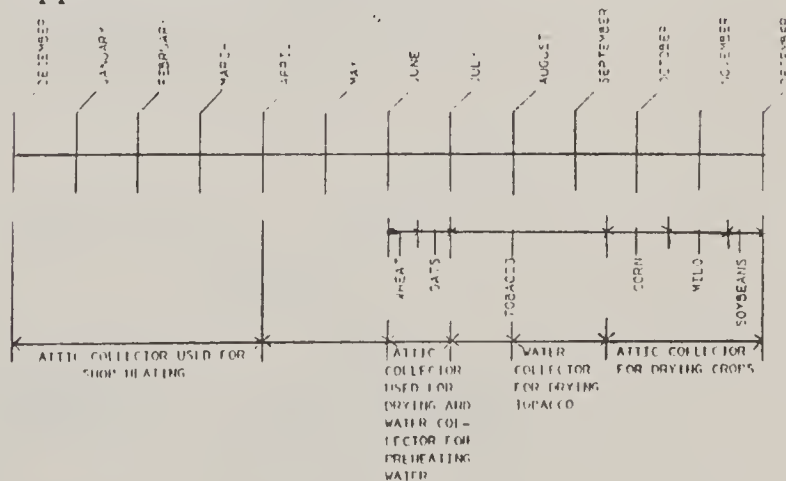 DECEMBER
JANUARY
FEBRUARY
MARCH
APRIL
MAY
JUNE
JULY
AUGUST
SEPTEMBER
OCTOBER
NOVEMBER
DECEMBER
WHEAT
OATS
TOBACCO
CORN
MILO
SOYBEANS
ATTIC COLLECTOR USED FOR
SHOP HEATING
ATTIC
COLLECTOR
USED FOR
DRYING AND
WATER COL-
LECTOR FOR
PREHEATING
WATER
WATER
COLLECTOR
FOR DRYING
TOBACCO
ATTIC COLLECTOR
FOR DRYING CROPS